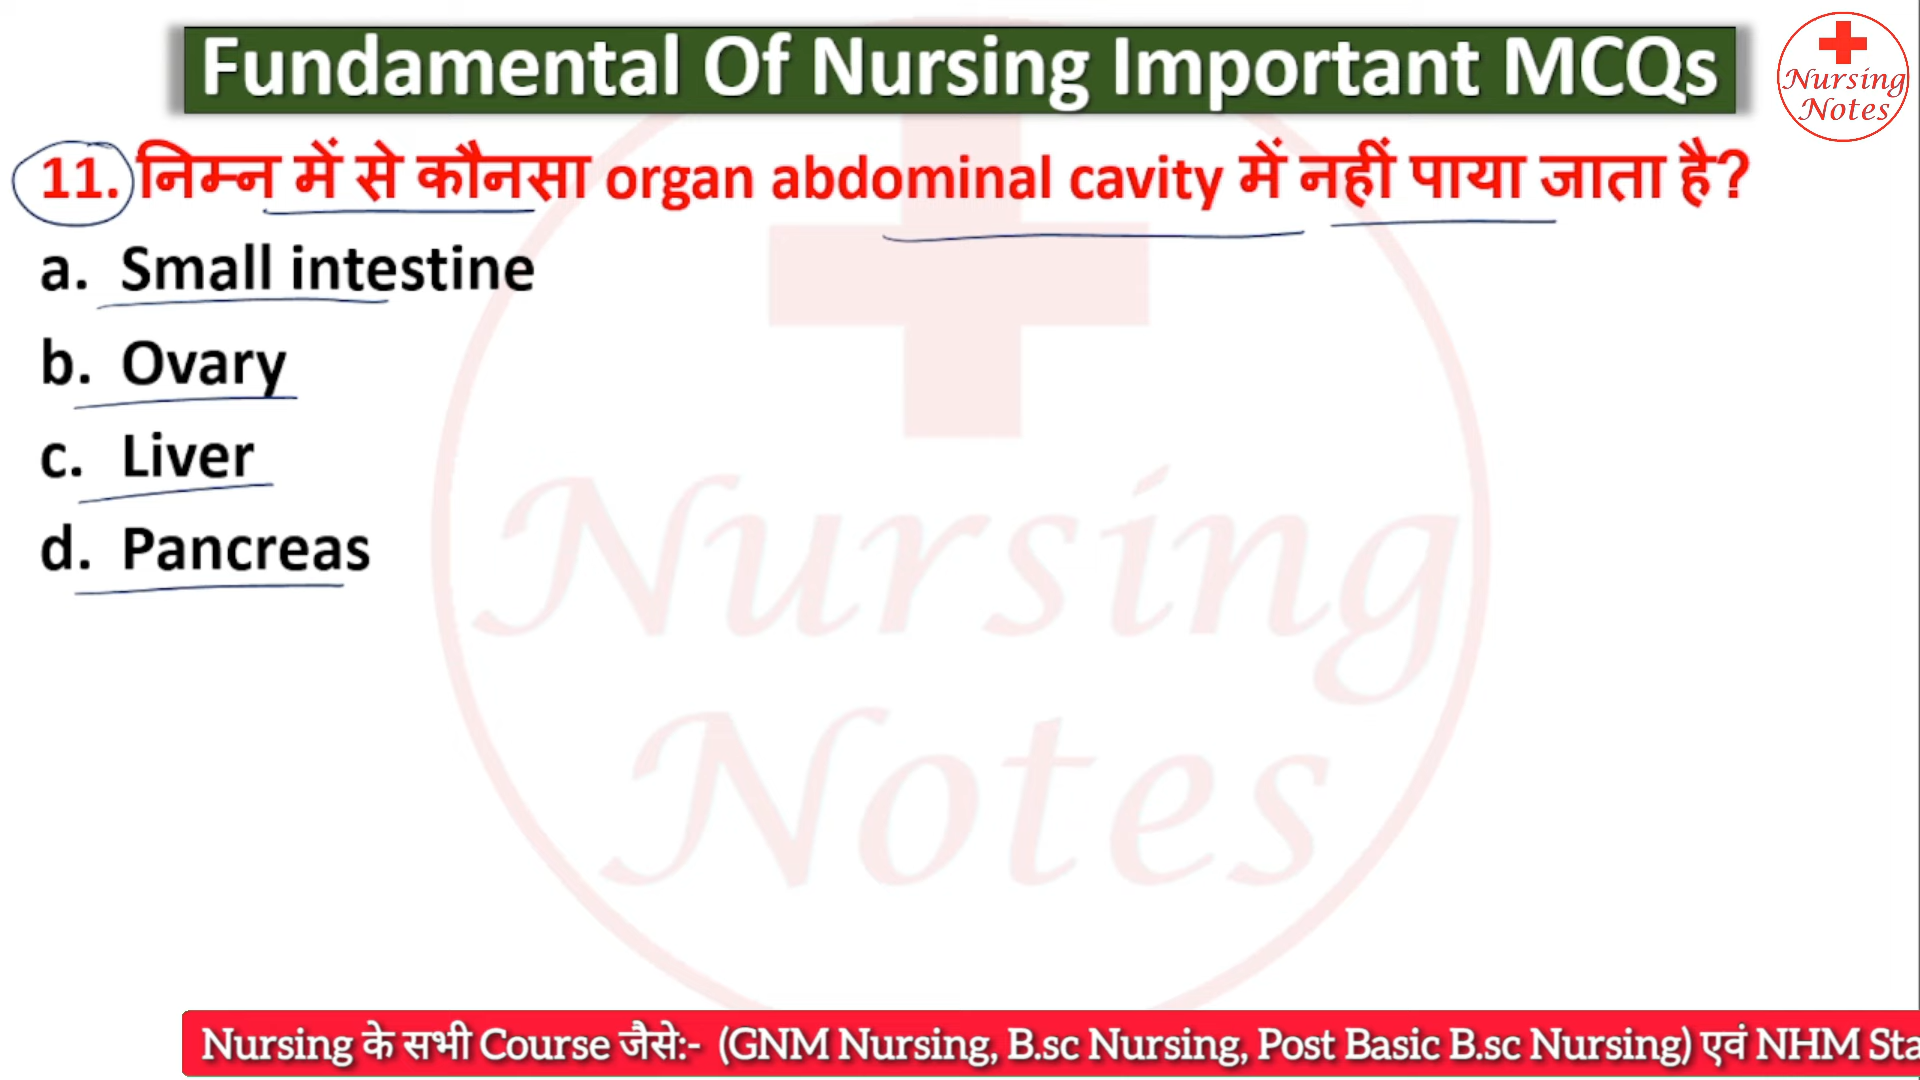 Fundamental Of Nursing Important MCQs
Nursing
Notes
11. निम्न में से कौनसा organ abdominal cavity में नहीं पाया जाता है?
a. Small intestine
b. Ovary
c. Liver
d. Pancreas
Nursing
Notes
Nursing के सभी Course जैसे:- (GNM Nursing, B.sc Nursing, Post Basic B.sc Nursing) एवं NHM Sta